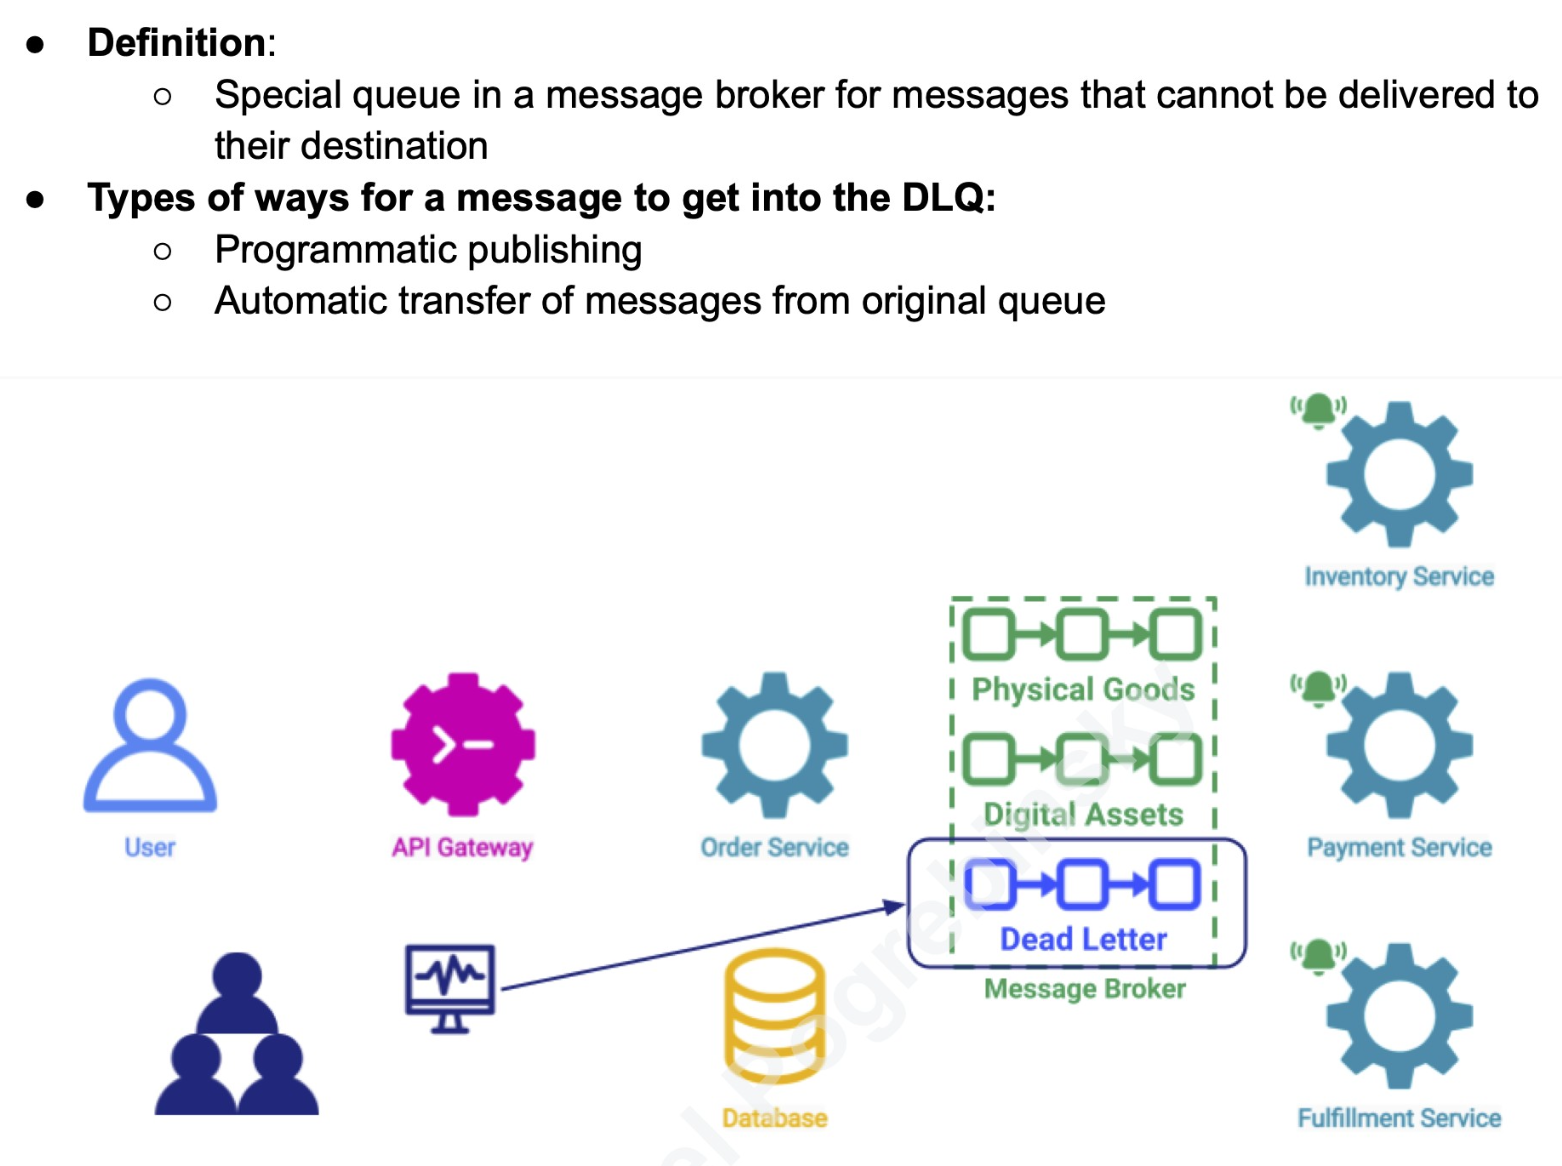 ● Definition:
○ Special queue in a message broker for messages that cannot be delivered to
their destination
● Types of ways for a message to get into the DLQ:
○ Programmatic publishing
○ Automatic transfer of messages from original queue
Inventory Service
Physical Goods
Digital Assets
User
API Gateway
Order Service
Payment Service
Dead Letter
Message Broker
Database
Fulfillment Service
el Pogrebinsky